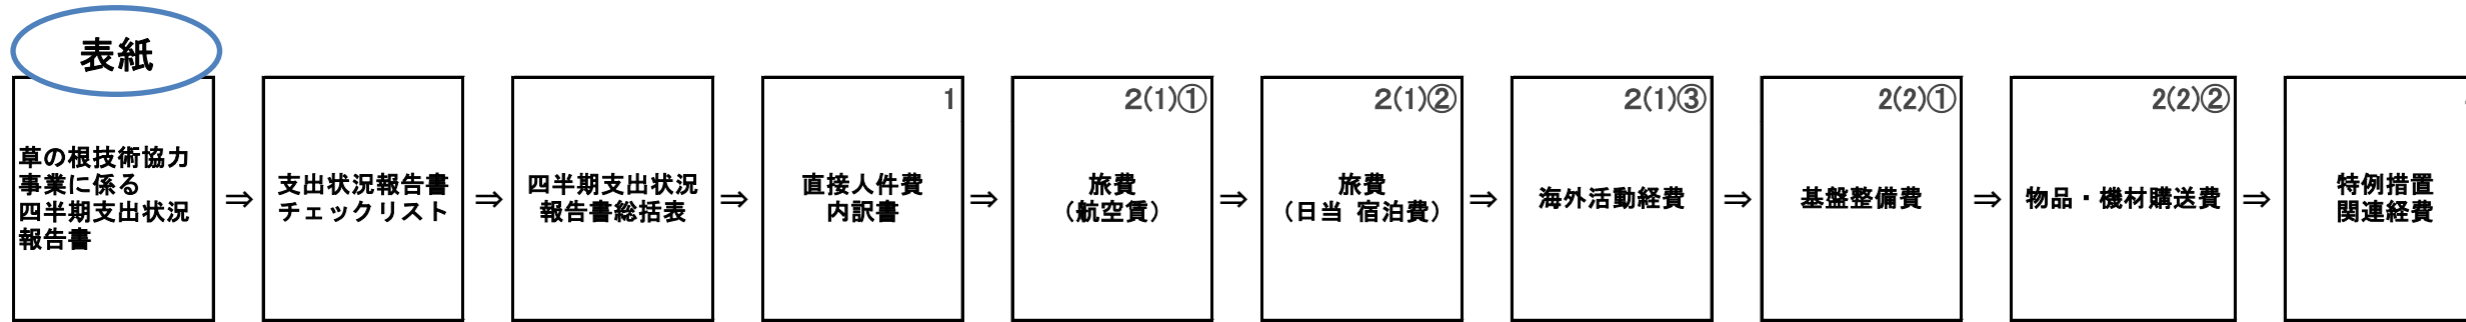 表紙
草の根技術協力
事業に係る
四半期支出状況
報告書
⇒
支出状況報告書
チェックリスト
⇒
四半期支出状況
報告書総括表
⇒
1
直接人件費
内訳書
⇒
2(1)①
旅費
（航空賃）
⇒
2(1)②
旅費
（日当 宿泊費）
⇒
2(1)③
海外活動経費
⇒
2(2)①
基盤整備費
⇒
2(2)②
物品・機材購送費
⇒
特例措置
関連経費